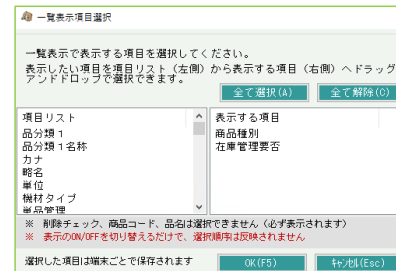 一覧表示項目選択
一覧表示で表示する項目を選択してください。
表示したい項目を項目リスト（左側）から表示する項目（右側）へドラッグ
アンドドロップで選択できます。
全て選択(A) 全て解除(C)
項目リスト
品分類１
品分類１名称
カナ
略名
単位
機材タイプ
単品管理
表示する項目
商品種別
在庫管理要否
※ 削除チェック、商品コード、品名は選択できません（必ず表示されます）
※ 表示のON/OFFを切り替えるだけで、選択順序は反映されません
選択した項目は端末ごとで保存されます
OK(F5) ｷｬﾝｾﾙ(Esc)